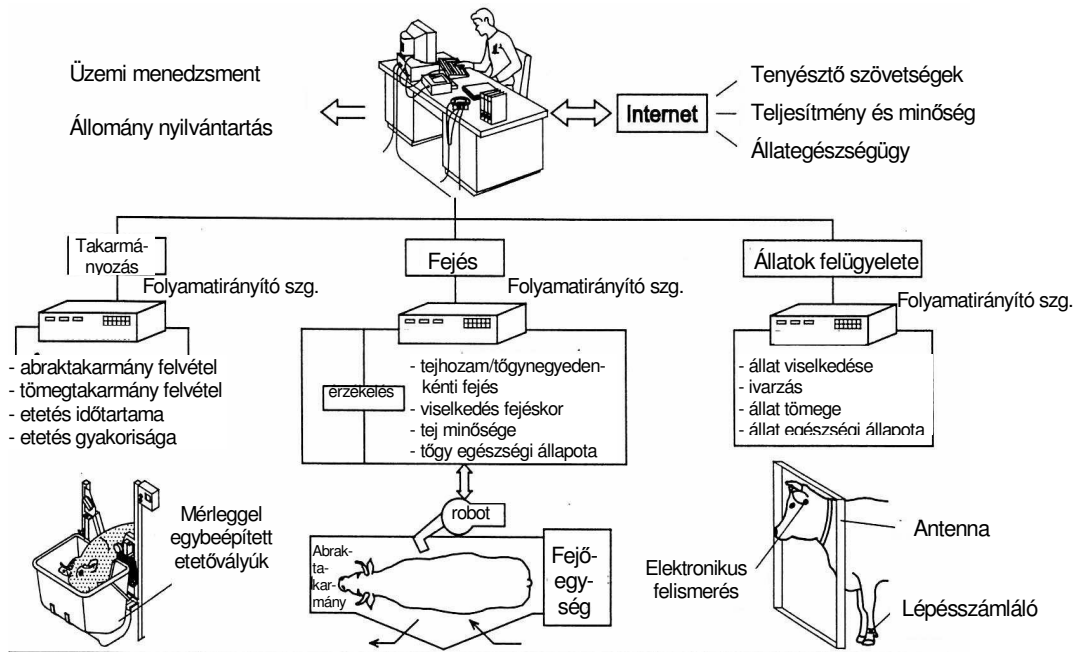 Üzemi menedzsment
Állomány nyilvántartás
Internet
Tenyésztő szövetségek
Teljesítmény és minőség
Állategészségügy
Takarmá-
nyozás
Folyamatirányító szg.
- abraktakarmány felvétel
- tömegtakarmány felvétel
- etetés időtartama
- etetés gyakorisága
Mérleggel
egybeépített
etetővályúk
Fejés
Folyamatirányító szg.
érzékelés
- tejhozam/tőgynegyeden-
kénti fejés
- viselkedés fejéskor
- tej minősége
- tőgy egészségi állapota
robot
Abrak-
ta-
kar-
mány
Fejő-
egy-
ség
Állatok felügyelete
Folyamatirányító szg.
- állat viselkedése
- ivarzás
- állat tömege
- állat egészségi állapota
Antenna
Elektronikus
felismerés
Lépésszámláló